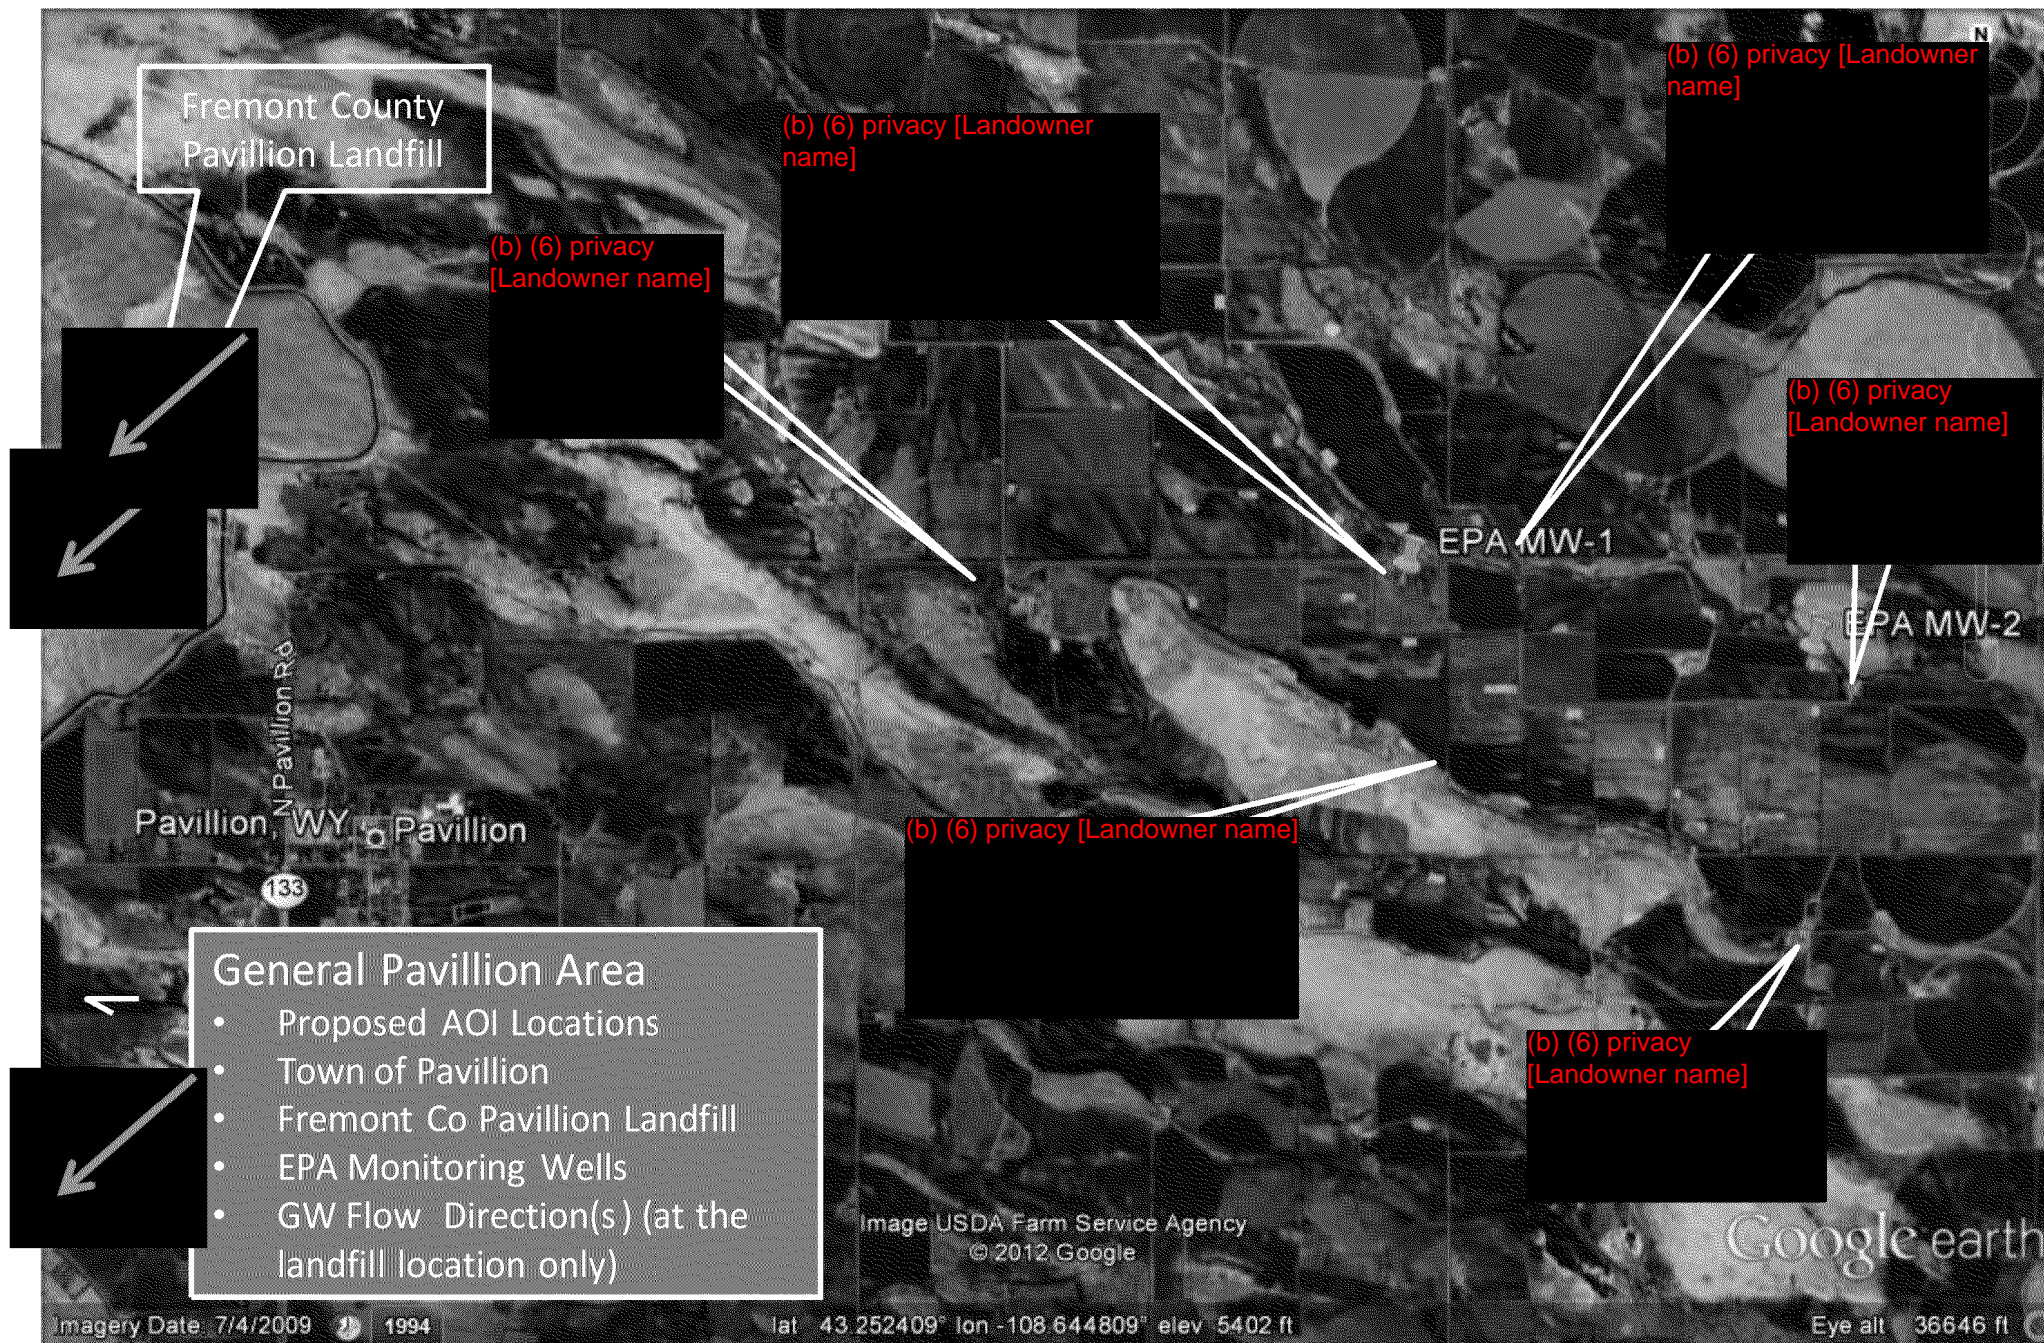 N
(b) (6) privacy [Landowner
name]
Fremont County
Pavillion Landfill
(b) (6) privacy [Landowner
name]
(b) (6) privacy
[Landowner name]
(b) (6) privacy
[Landowner name]
EPA MW-1
EPA MW-2
N Pavillion Rd
Pavillion, WY
Pavillion
(b) (6) privacy [Landowner name]
133
General Pavillion Area
• Proposed AOI Locations
• Town of Pavillion
• Fremont Co Pavillion Landfill
• EPA Monitoring Wells
• GW Flow Direction(s) (at the
landfill location only)
(b) (6) privacy
[Landowner name]
Image USDA Farm Service Agency
© 2012 Google
Google earth
Imagery Date 7/4/2009 1994
lat 43.252409° lon -108.644809° elev 5402 ft
Eye alt 36646 ft